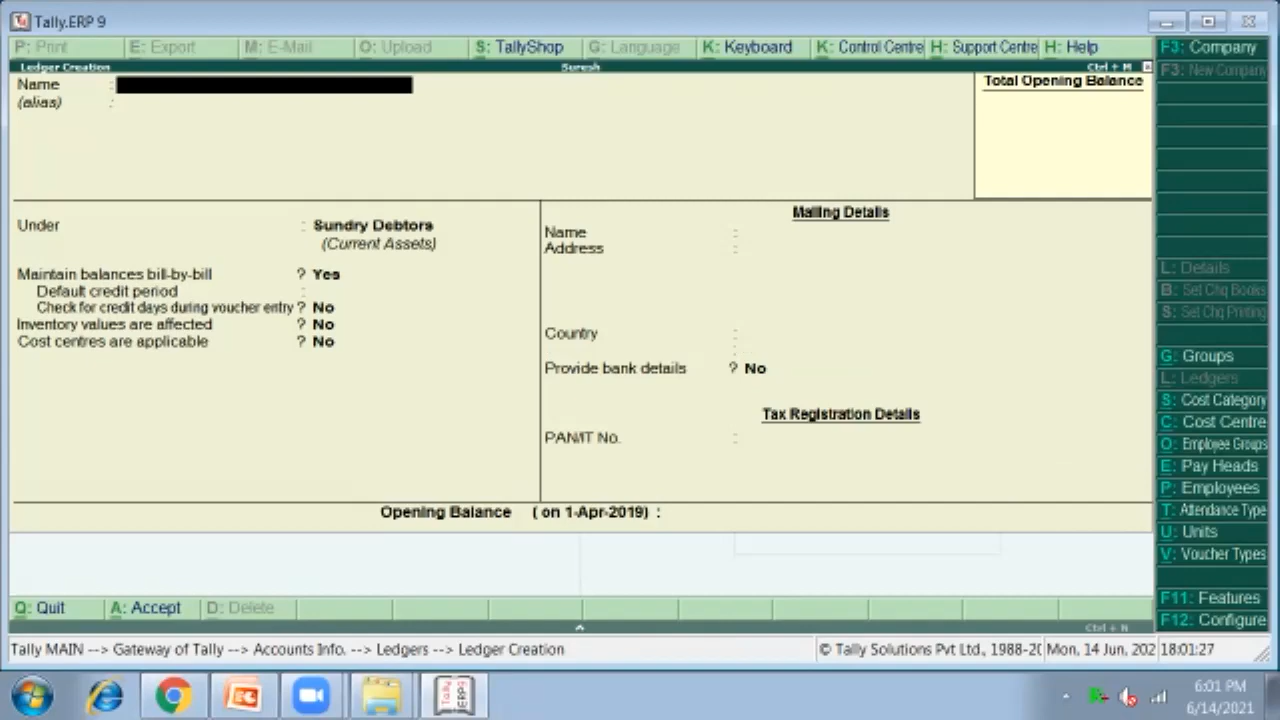 Tally.ERP 9
P: Print E: Export M: E-Mail O: Upload S: TallyShop G: Language K: Keyboard K: Control Centre H: Support Centre H: Help F3: Company
Ledger Creation Suresh Ctrl + M F3: New Company
Name :
(alias) :
Total Opening Balance
Under : Sundry Debtors
(Current Assets)
Maintain balances bill-by-bill ? Yes
Default credit period :
Check for credit days during voucher entry ? No
Inventory values are affected ? No
Cost centres are applicable ? No
Mailing Details
Name :
Address :
Country :
:
Provide bank details ? No
Tax Registration Details
PAN/IT No. :
Opening Balance ( on 1-Apr-2019) :
L: Details
B: Set Chq Books
S: Set Chq Printing
G: Groups
L: Ledgers
S: Cost Category
C: Cost Centre
O: Employee Groups
E: Pay Heads
P: Employees
T: Attendance Type
U: Units
V: Voucher Types
F11: Features
F12: Configure
Q: Quit A: Accept D: Delete
Ctrl + N
Tally MAIN --> Gateway of Tally --> Accounts Info. --> Ledgers --> Ledger Creation © Tally Solutions Pvt Ltd., 1988-20 Mon, 14 Jun, 202 18:01:27
6:01 PM
6/14/2021